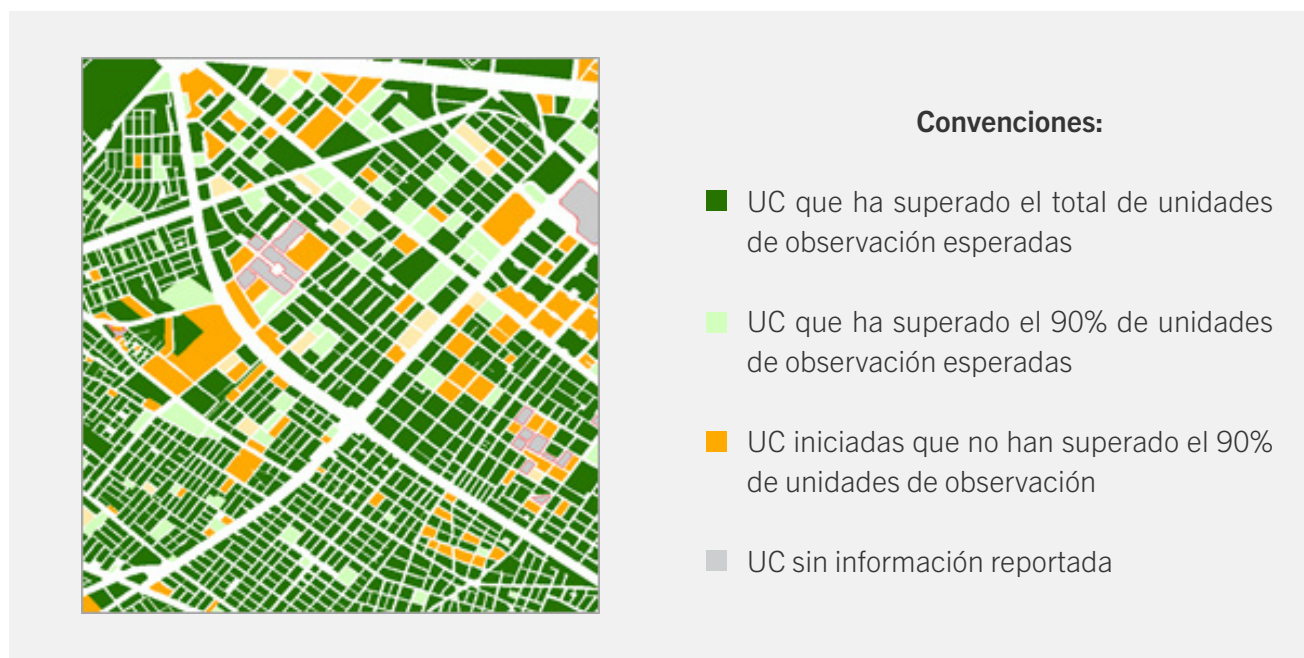 Convenciones:
UC que ha superado el total de unidades
de observación esperadas
UC que ha superado el 90% de unidades
de observación esperadas
UC iniciadas que no han superado el 90%
de unidades de observación
UC sin información reportada